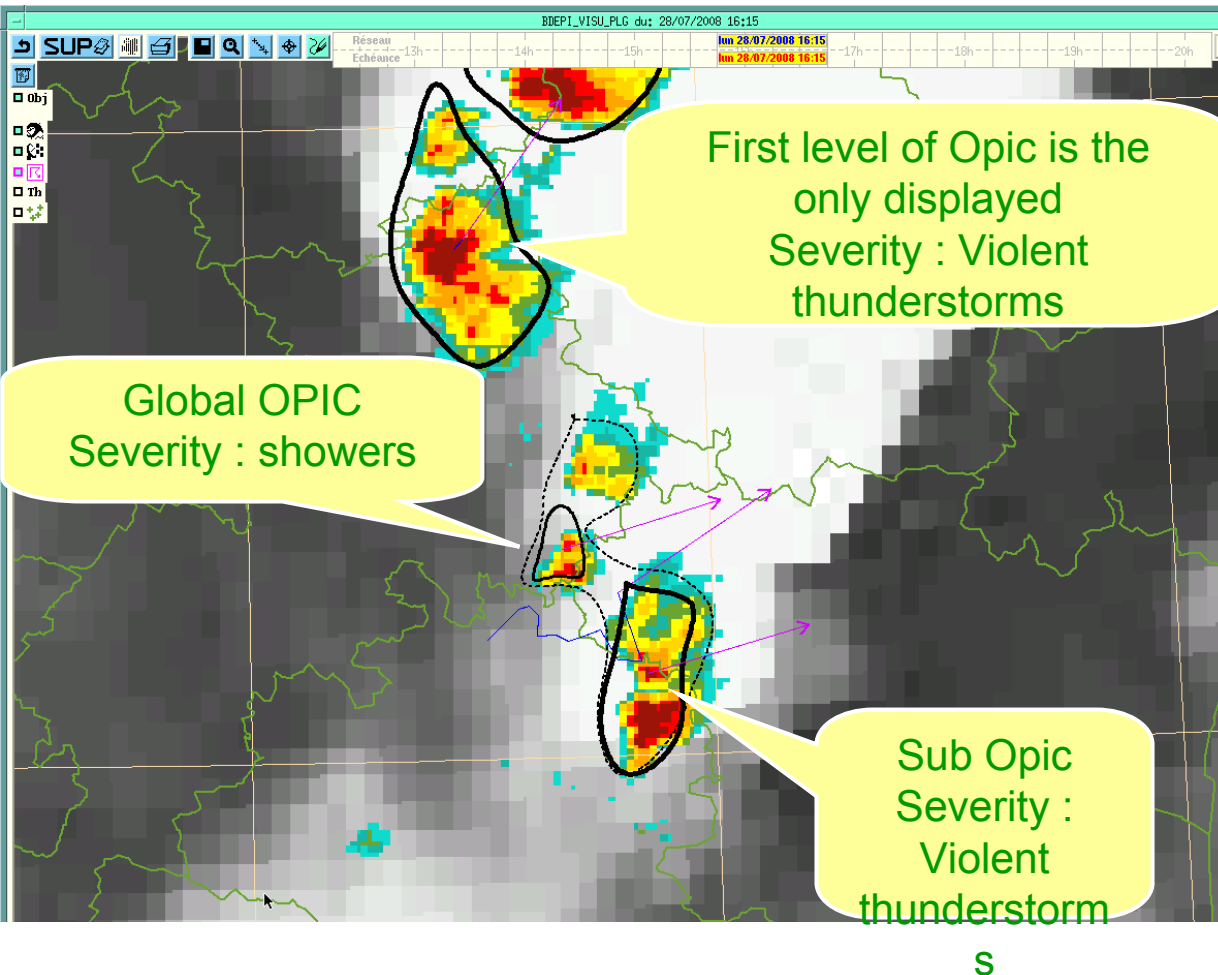 BDEPI_VISU_PLG du: 28/07/2008 16:15
SUP
Réseau
Echéance
13h 14h 15h 17h 18h 19h 20h
lun 28/07/2008 16:15
lun 28/07/2008 16:15
Obj
Th
First level of Opic is the
only displayed
Severity : Violent
thunderstorms
Global OPIC
Severity : showers
Sub Opic
Severity :
Violent
thunderstorm
s